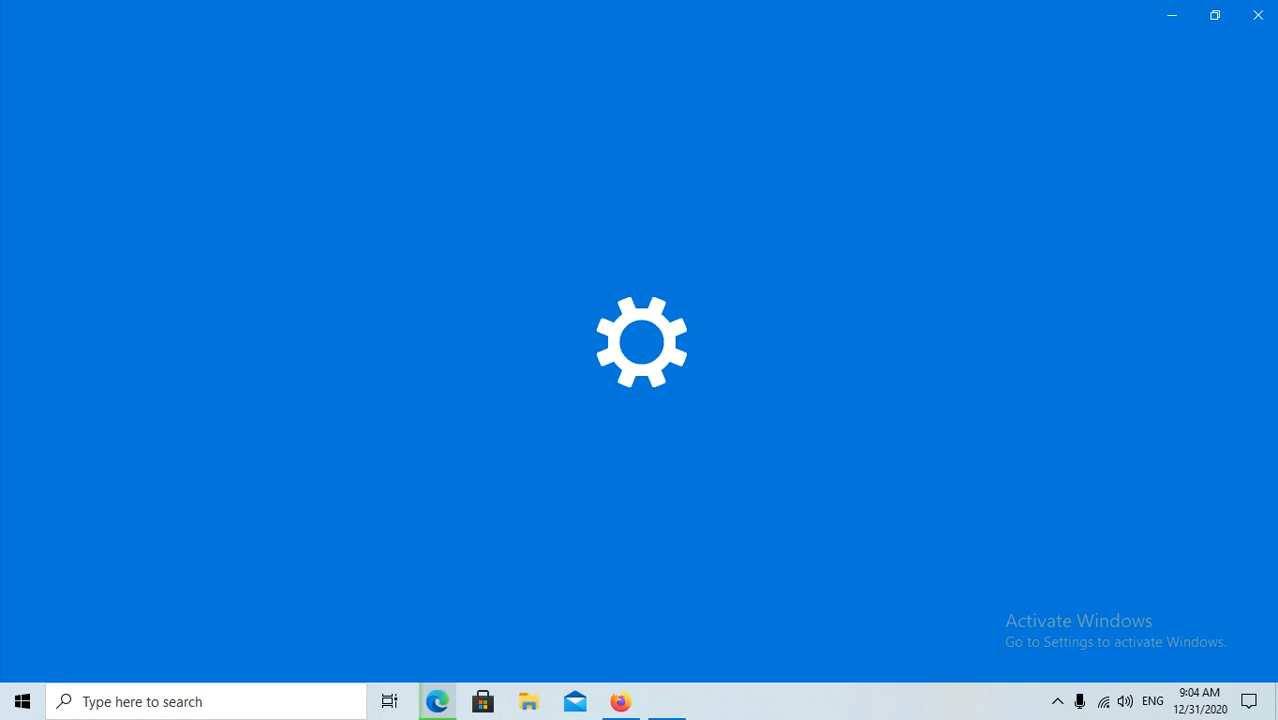 Activate Windows
Go to Settings to activate Windows.
Type here to search
ENG
9:04 AM
12/31/2020